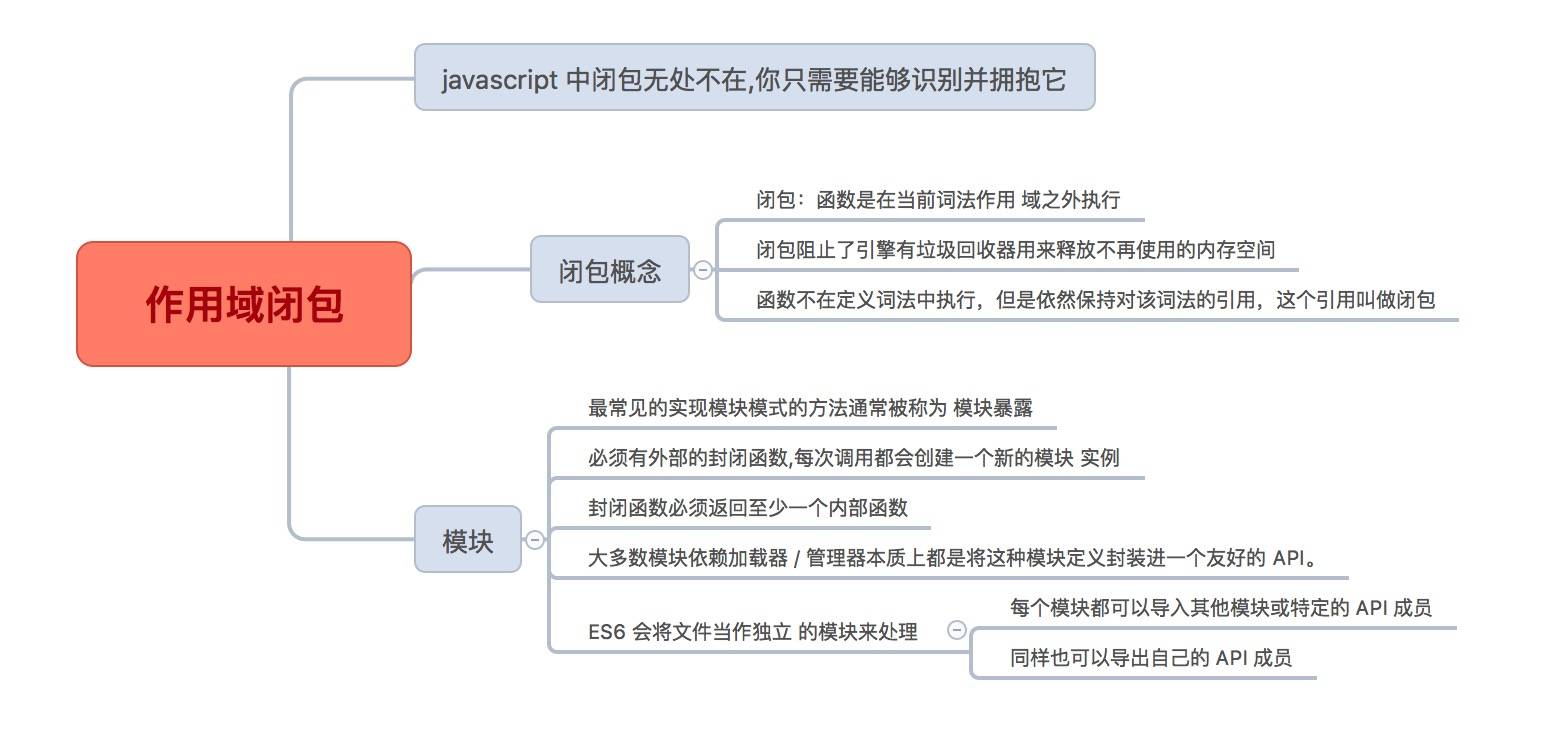 javascript 中闭包无处不在,你只需要能够识别并拥抱它
作用域闭包
闭包概念
闭包：函数是在当前词法作用 域之外执行
闭包阻止了引擎有垃圾回收器用来释放不再使用的内存空间
函数不在定义词法中执行，但是依然保持对该词法的引用，这个引用叫做闭包
模块
最常见的实现模块模式的方法通常被称为 模块暴露
必须有外部的封闭函数,每次调用都会创建一个新的模块 实例
封闭函数必须返回至少一个内部函数
大多数模块依赖加载器 / 管理器本质上都是将这种模块定义封装进一个友好的 API。
ES6 会将文件当作独立 的模块来处理
每个模块都可以导入其他模块或特定的 API 成员
同样也可以导出自己的 API 成员